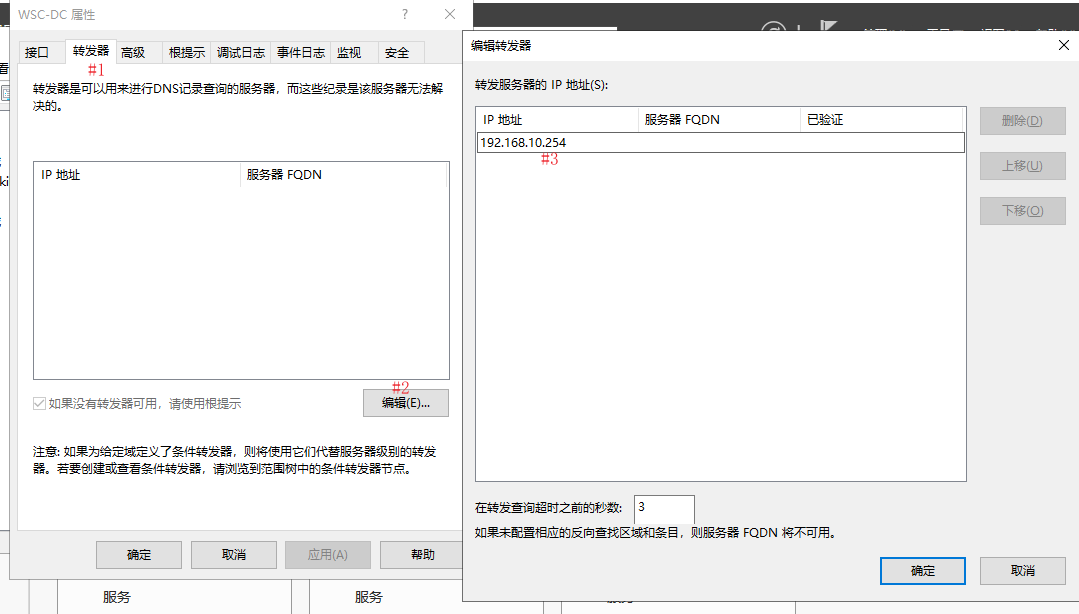 WSC-DC 属性
?
接口 转发器 高级 根提示 调试日志 事件日志 监视 安全
#1
转发器是可以用来进行DNS记录查询的服务器，而这些纪录是该服务器无法解
决的。
IP 地址 服务器 FQDN
#2
如果没有转发器可用，请使用根提示
编辑(E)...
注意: 如果为给定域定义了条件转发器，则将使用它们代替服务器级别的转发
器。若要创建或查看条件转发器，请浏览到范围树中的条件转发器节点。
确定 取消 应用(A) 帮助
服务 服务
编辑转发器
转发服务器的 IP 地址(S):
IP 地址 服务器 FQDN 已验证
192.168.10.254
#3
删除(D)
上移(U)
下移(O)
在转发查询超时之前的秒数: 3
如果未配置相应的反向查找区域和条目，则服务器 FQDN 将不可用。
确定 取消